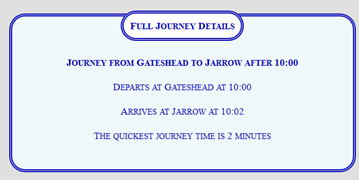 Full Journey Details
Journey from Gateshead to Jarrow after 10:00
Departs at Gateshead at 10:00
Arrives at Jarrow at 10:02
The quickest journey time is 2 minutes